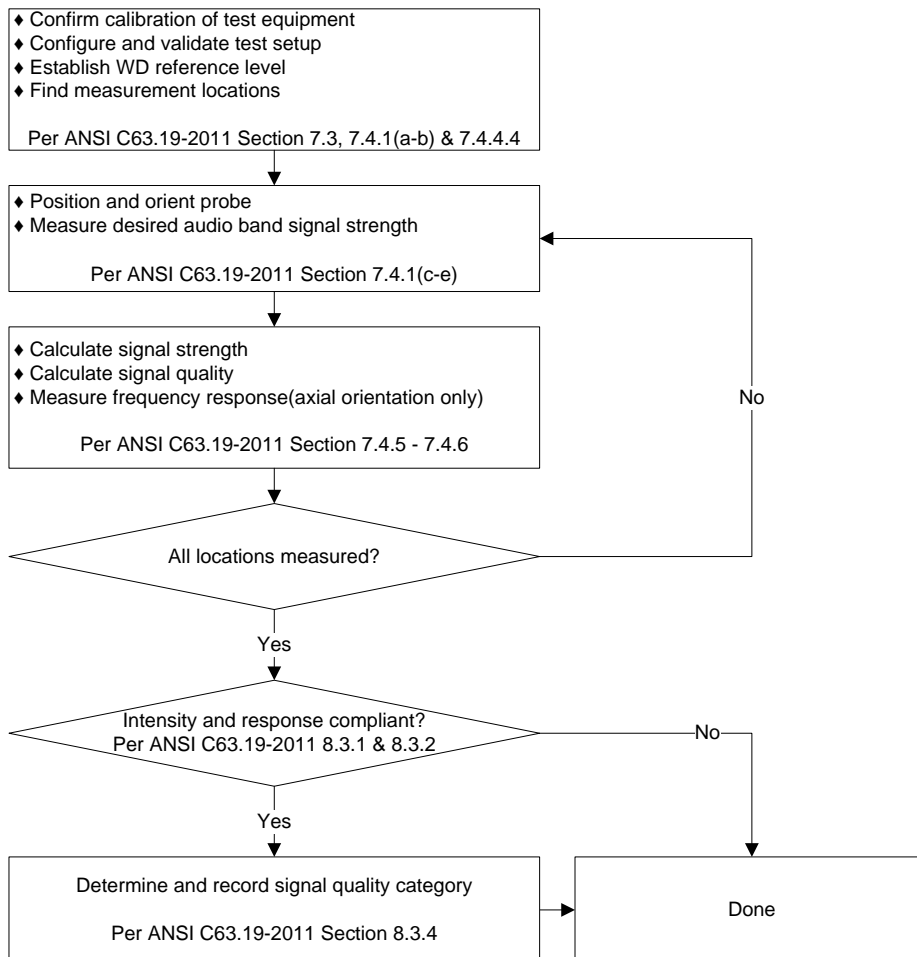 ♦ Confirm calibration of test equipment
♦ Configure and validate test setup
♦ Establish WD reference level
♦ Find measurement locations
Per ANSI C63.19-2011 Section 7.3, 7.4.1(a-b) & 7.4.4.4
♦ Position and orient probe
♦ Measure desired audio band signal strength
Per ANSI C63.19-2011 Section 7.4.1(c-e)
♦ Calculate signal strength
♦ Calculate signal quality
♦ Measure frequency response(axial orientation only)
Per ANSI C63.19-2011 Section 7.4.5 - 7.4.6
No
All locations measured?
Yes
Intensity and response compliant?
Per ANSI C63.19-2011 8.3.1 & 8.3.2
No
Yes
Determine and record signal quality category
Per ANSI C63.19-2011 Section 8.3.4
Done